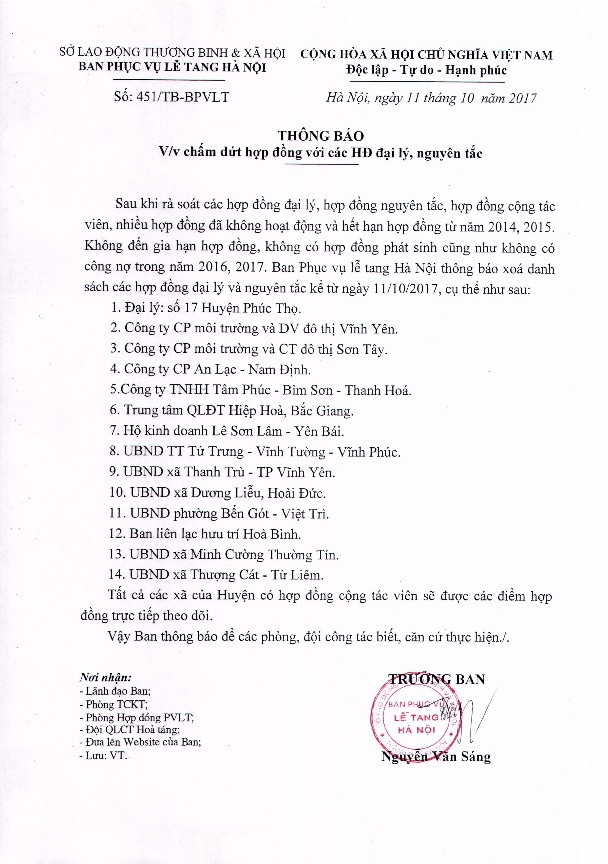 SỞ LAO ĐỘNG THƯƠNG BINH & XÃ HỘI
BAN PHỤC VỤ LỄ TANG HÀ NỘI
CỘNG HÒA XÃ HỘI CHỦ NGHĨA VIỆT NAM
Độc lập - Tự do - Hạnh phúc
Số: 451/TB-BPVLT
Hà Nội, ngày 11 tháng 10 năm 2017
THÔNG BÁO
V/v chấm dứt hợp đồng với các HĐ đại lý, nguyên tắc
Sau khi rà soát các hợp đồng đại lý, hợp đồng nguyên tắc, hợp đồng cộng tác
viên, nhiều hợp đồng đã không hoạt động và hết hạn hợp đồng từ năm 2014, 2015.
Không đến gia hạn hợp đồng, không có hợp đồng phát sinh cũng như không có
công nợ trong năm 2016, 2017. Ban Phục vụ lễ tang Hà Nội thông báo xoá danh
sách các hợp đồng đại lý và nguyên tắc kể từ ngày 11/10/2017, cụ thể như sau:
1. Đại lý: số 17 Huyện Phúc Thọ.
2. Công ty CP môi trường và DV đô thị Vĩnh Yên.
3. Công ty CP môi trường và CT đô thị Sơn Tây.
4. Công ty CP An Lạc - Nam Định.
5.Công ty TNHH Tâm Phúc - Bỉm Sơn - Thanh Hoá.
6. Trung tâm QLĐT Hiệp Hoà, Bắc Giang.
7. Hộ kinh doanh Lê Sơn Lâm - Yên Bái.
8. UBND TT Tứ Trưng - Vĩnh Tường - Vĩnh Phúc.
9. UBND xã Thanh Trù - TP Vĩnh Yên.
10. UBND xã Dương Liễu, Hoài Đức.
11. UBND phường Bến Gót - Việt Trì.
12. Ban liên lạc hưu trí Hoà Bình.
13. UBND xã Minh Cường Thường Tín.
14. UBND xã Thượng Cát - Từ Liêm.
Tất cả các xã của Huyện có hợp đồng cộng tác viên sẽ được các điểm hợp
đồng trực tiếp theo dõi.
Vậy Ban thông báo để các phòng, đội công tác biết, căn cứ thực hiện./.
Nơi nhận:
- Lãnh đạo Ban;
- Phòng TCKT;
- Phòng Hợp đồng PVLT;
- Đội QLCT Hoả táng;
- Đưa lên Website của Ban;
- Lưu: VT.
TRƯỞNG BAN
BAN PHỤC VỤ
LỄ TANG
HÀ NỘI
Nguyễn Văn Sáng